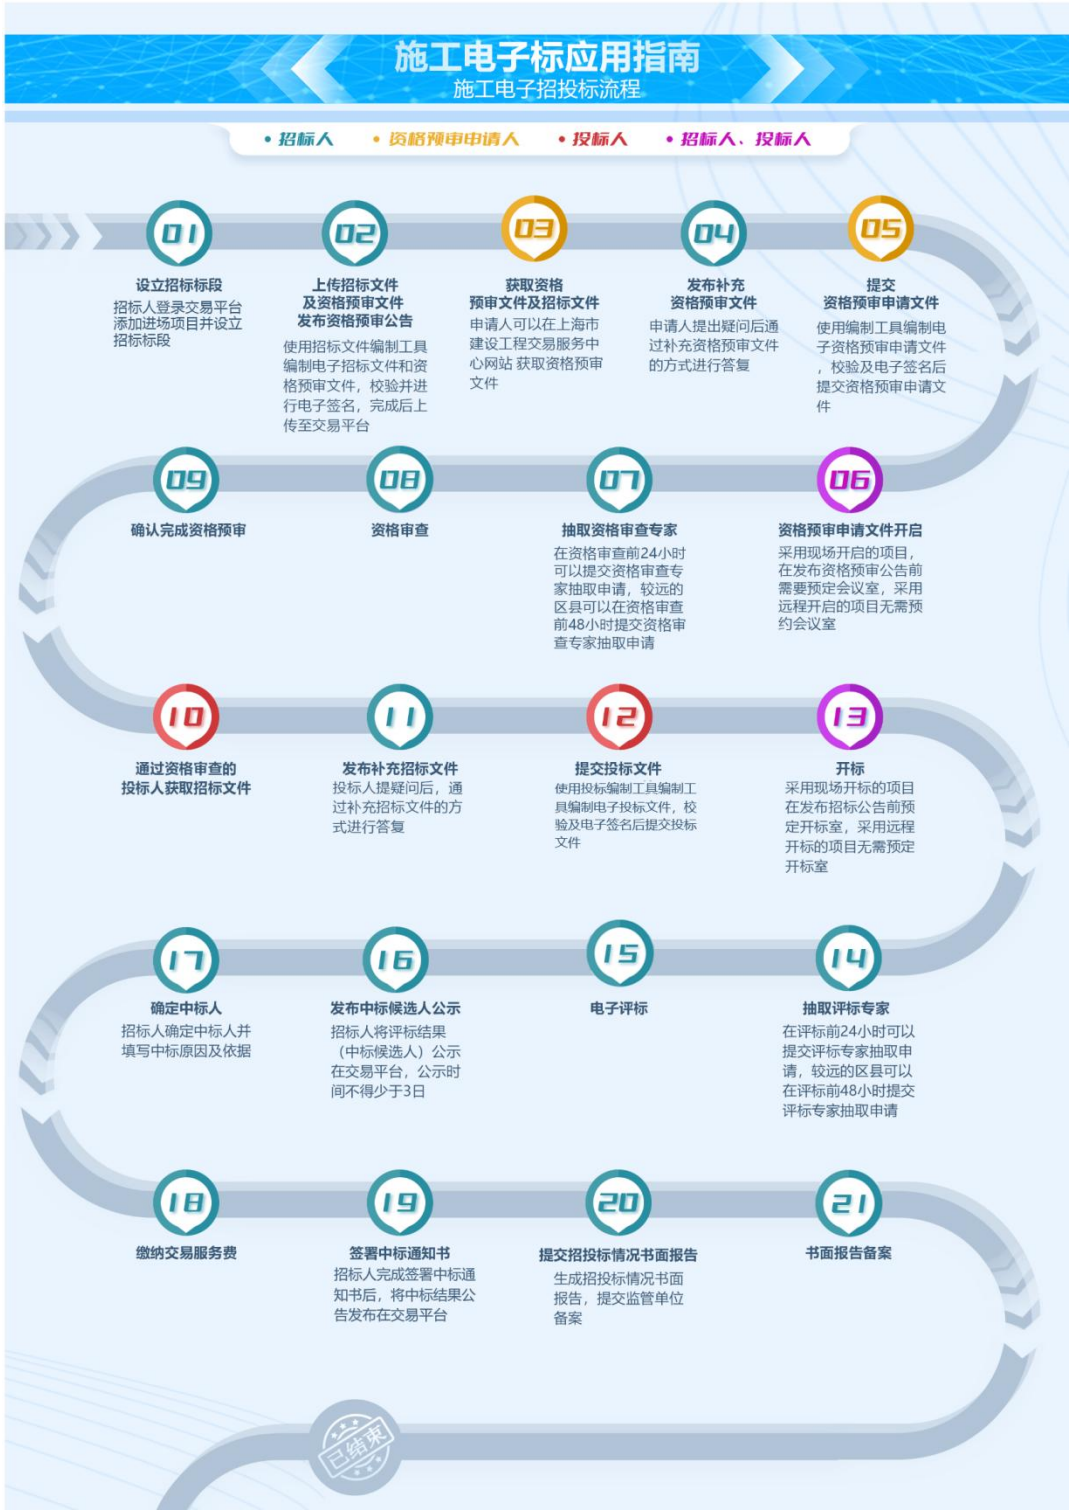 施工电子标应用指南
施工电子招投标流程
• 招标人 • 资格预审申请人 • 投标人 • 招标人、投标人
01
设立招标标段
招标人登录交易平台
添加进场项目并设立
招标标段
02
上传招标文件
及资格预审文件
发布资格预审公告
使用招标文件编制工具
编制电子招标文件和资
格预审文件，校验并进
行电子签名，完成后上
传至交易平台
03
获取资格
预审文件及招标文件
申请人可以在上海市
建设工程交易服务中
心网站 获取资格预审
文件
04
发布补充
资格预审文件
申请人提出疑问后通
过补充资格预审文件
的方式进行答复
05
提交
资格预审申请文件
使用编制工具编制电
子资格预审申请文件
，校验及电子签名后
提交资格预审申请文
件
06
资格预审申请文件开启
采用现场开启的项目，
在发布资格预审公告前
需要预定会议室，采用
远程开启的项目无需预
约会议室
07
抽取资格审查专家
在资格审查前24小时
可以提交资格审查专
家抽取申请，较远的
区县可以在资格审查
前48小时提交资格审
查专家抽取申请
08
资格审查
09
确认完成资格预审
10
通过资格审查的
投标人获取招标文件
11
发布补充招标文件
投标人提疑问后，通
过补充招标文件的方
式进行答复
12
提交投标文件
使用投标编制工具编制工
具编制电子投标文件，校
验及电子签名后提交投标
文件
13
开标
采用现场开标的项目
在发布招标公告前预
定开标室，采用远程
开标的项目无需预定
开标室
14
抽取评标专家
在评标前24小时可以
提交评标专家抽取申
请，较远的区县可以
在评标前48小时提交
评标专家抽取申请
15
电子评标
16
发布中标候选人公示
招标人将评标结果
（中标候选人）公示
在交易平台，公示时
间不得少于3日
17
确定中标人
招标人确定中标人并
填写中标原因及依据
18
缴纳交易服务费
19
签署中标通知书
招标人完成签署中标通
知书后，将中标结果公
告发布在交易平台
20
提交招投标情况书面报告
生成招投标情况书面
报告，提交监管单位
备案
21
书面报告备案
已结束